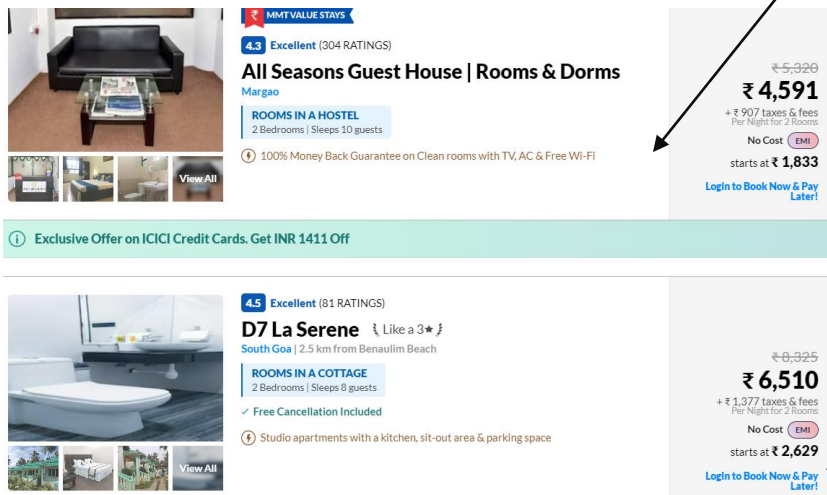 MMT VALUE STAYS
4.3 Excellent (304 RATINGS)
All Seasons Guest House | Rooms & Dorms
Margao
ROOMS IN A HOSTEL
2 Bedrooms | Sleeps 10 guests
100% Money Back Guarantee on Clean rooms with TV, AC & Free Wi-Fi
View All
₹ 5,320
₹ 4,591
+ ₹ 907 taxes & fees
Per Night for 2 Rooms
No Cost EMI
starts at ₹ 1,833
Login to Book Now & Pay
Later!
Exclusive Offer on ICICI Credit Cards. Get INR 1411 Off
4.5 Excellent (81 RATINGS)
D7 La Serene Like a 3★
South Goa | 2.5 km from Benaulim Beach
ROOMS IN A COTTAGE
2 Bedrooms | Sleeps 8 guests
✓ Free Cancellation Included
Studio apartments with a kitchen, sit-out area & parking space
View All
₹ 8,325
₹ 6,510
+ ₹ 1,377 taxes & fees
Per Night for 2 Rooms
No Cost EMI
starts at ₹ 2,629
Login to Book Now & Pay
Later!